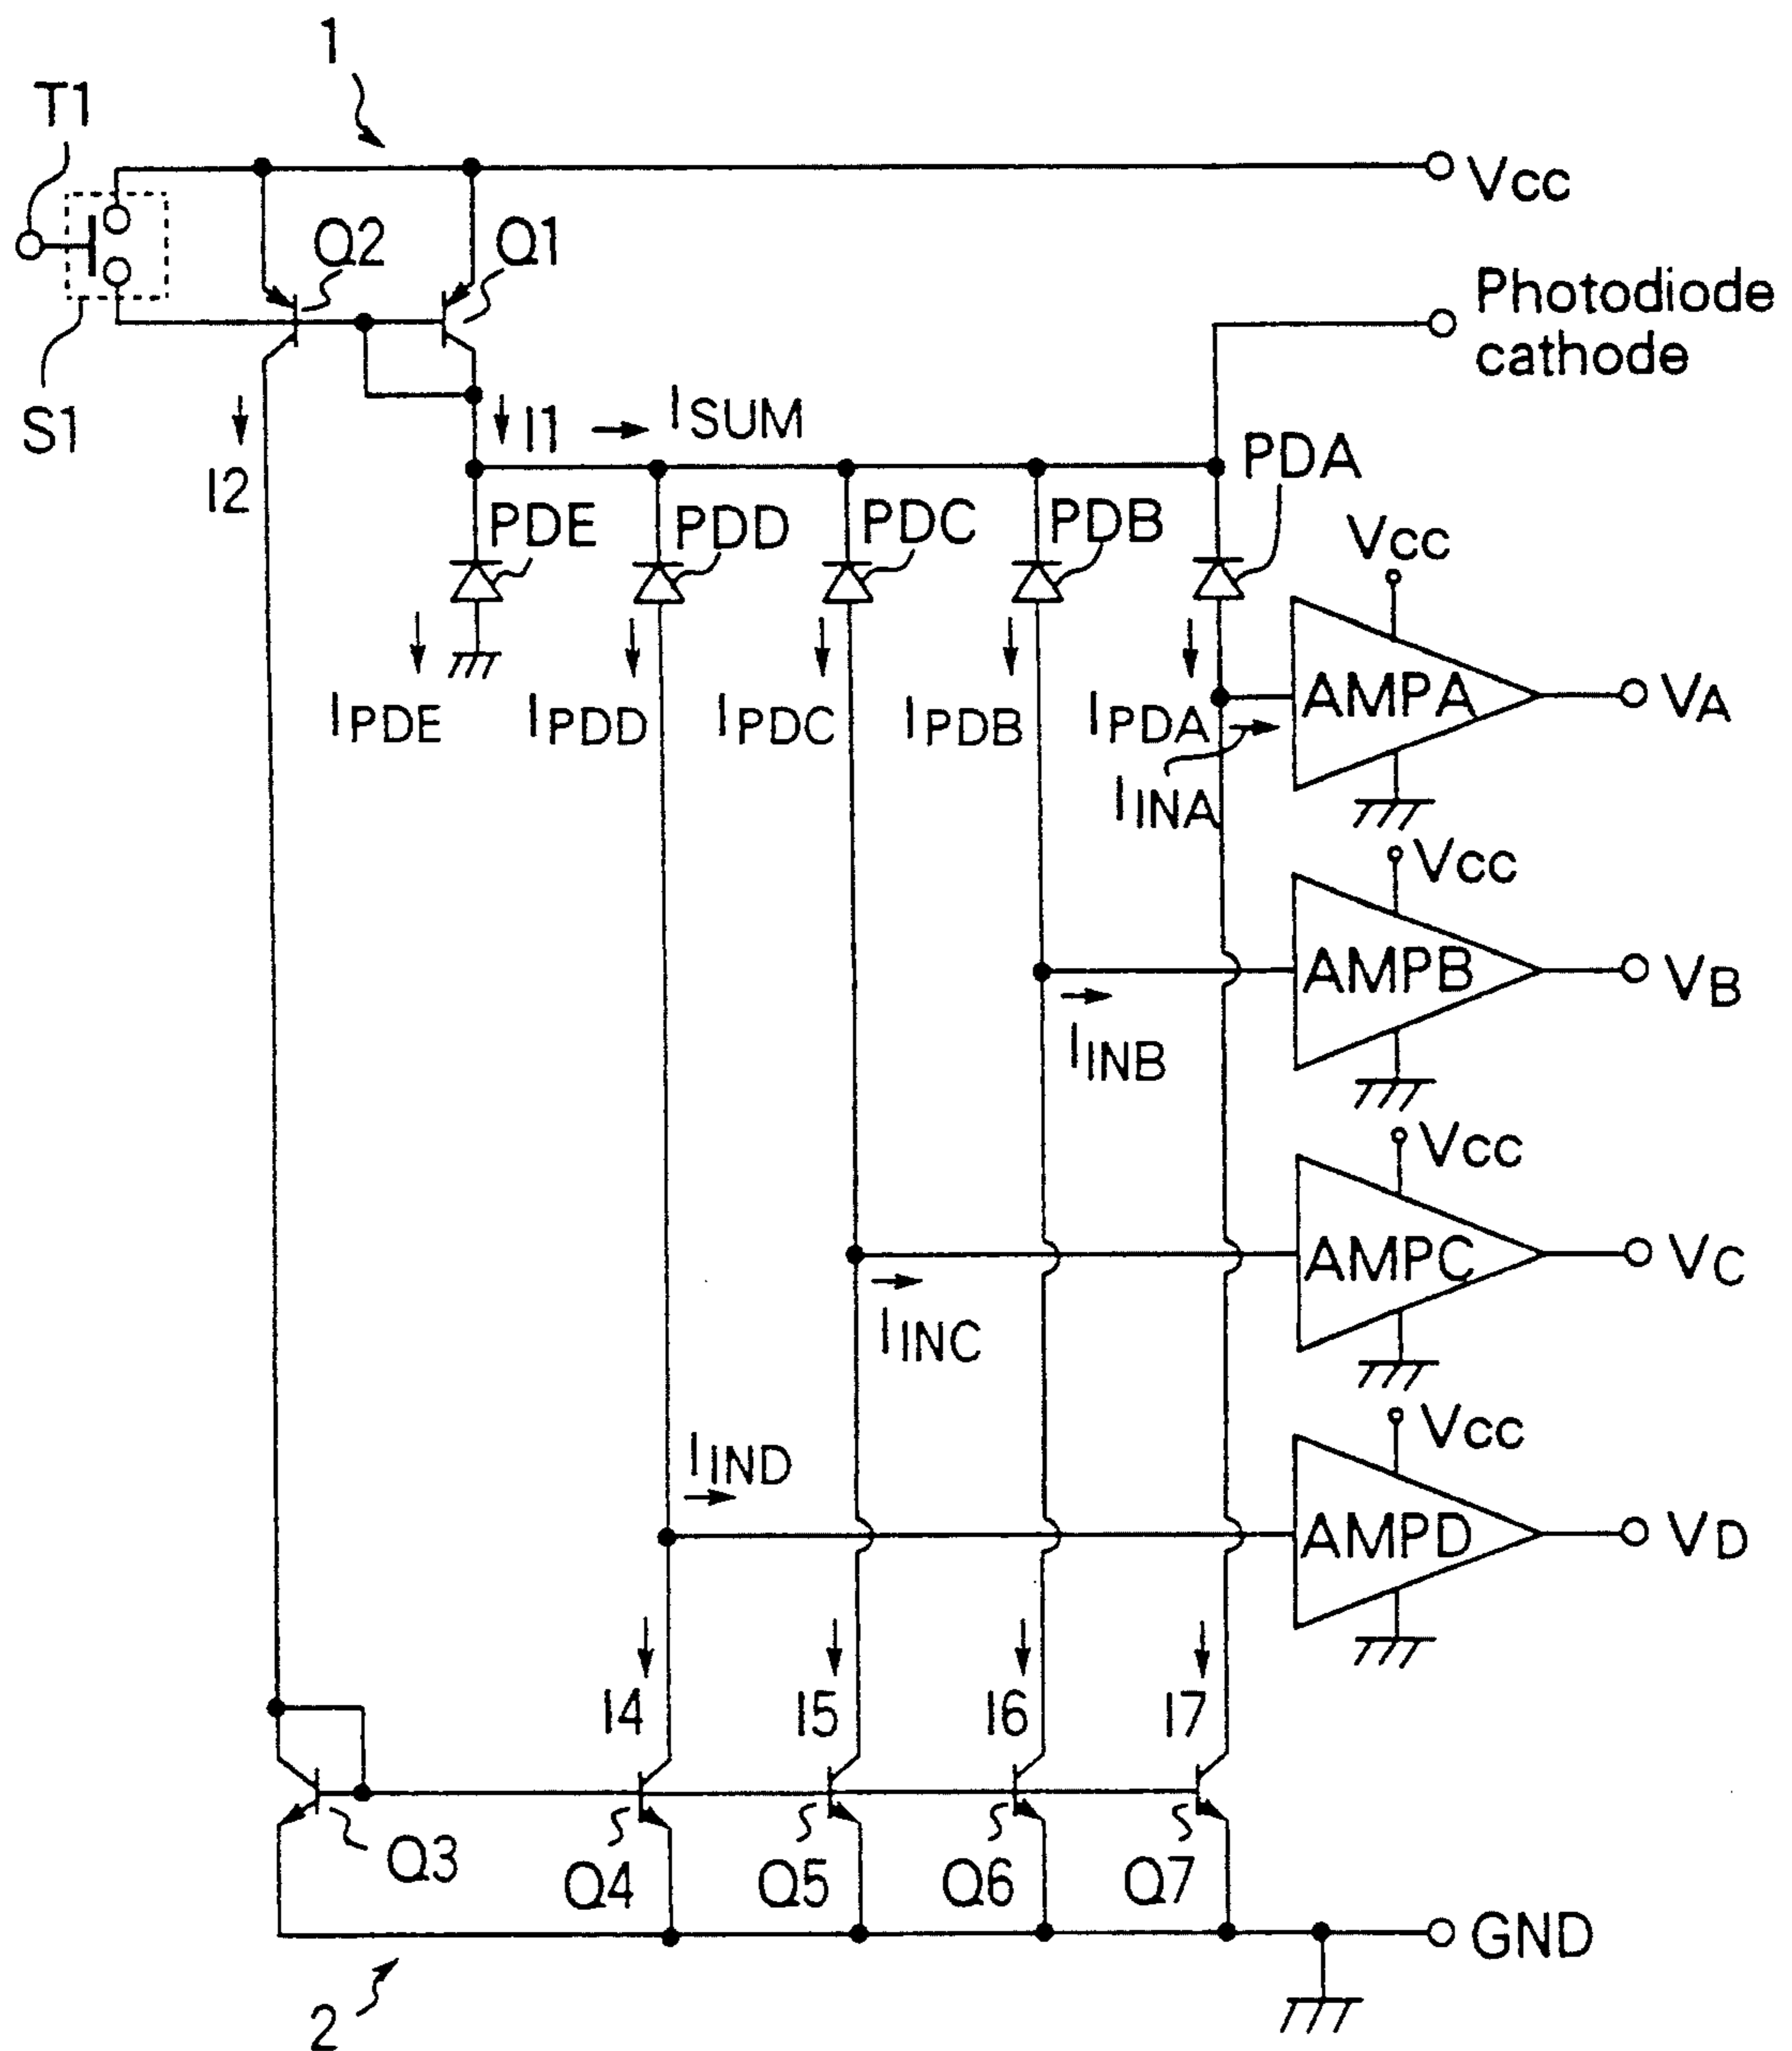 1
T1
Vcc
Q2
Q1
Photodiode
cathode
S1
I1
ISUM
I2
PDE
PDD
PDC
PDB
PDA
Vcc
IPDE
IPDD
IPDC
IPDB
IPDA
AMPA
VA
IINA
Vcc
AMPB
VB
IINB
Vcc
AMPC
VC
IINC
Vcc
IIND
AMPD
VD
I4
I5
I6
I7
Q3
Q4
Q5
Q6
Q7
GND
2